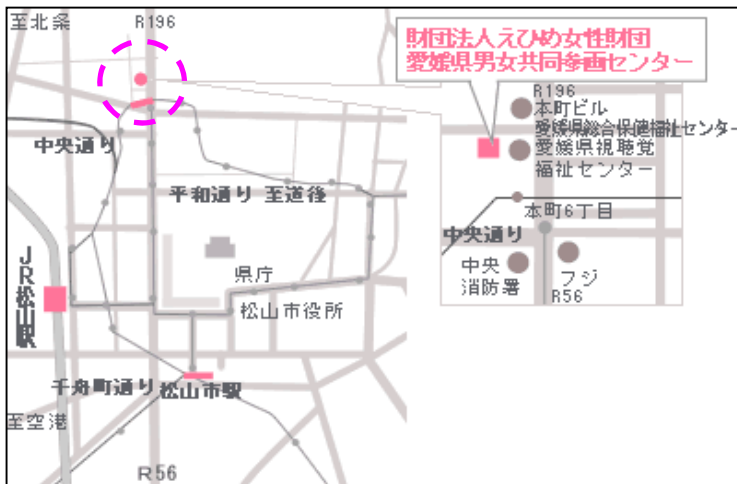 至北条
R196
財団法人えひめ女性財団
愛媛県男女共同参画センター
R196
本町ビル
愛媛県総合保健福祉センター
愛媛県視聴覚
福祉センター
中央通り
平和通り 至道後
本町6丁目
中央通り
JR松山駅
県庁
中央
消防署
フジ
R56
松山市役所
千舟町通り
松山市駅
至空港
R56